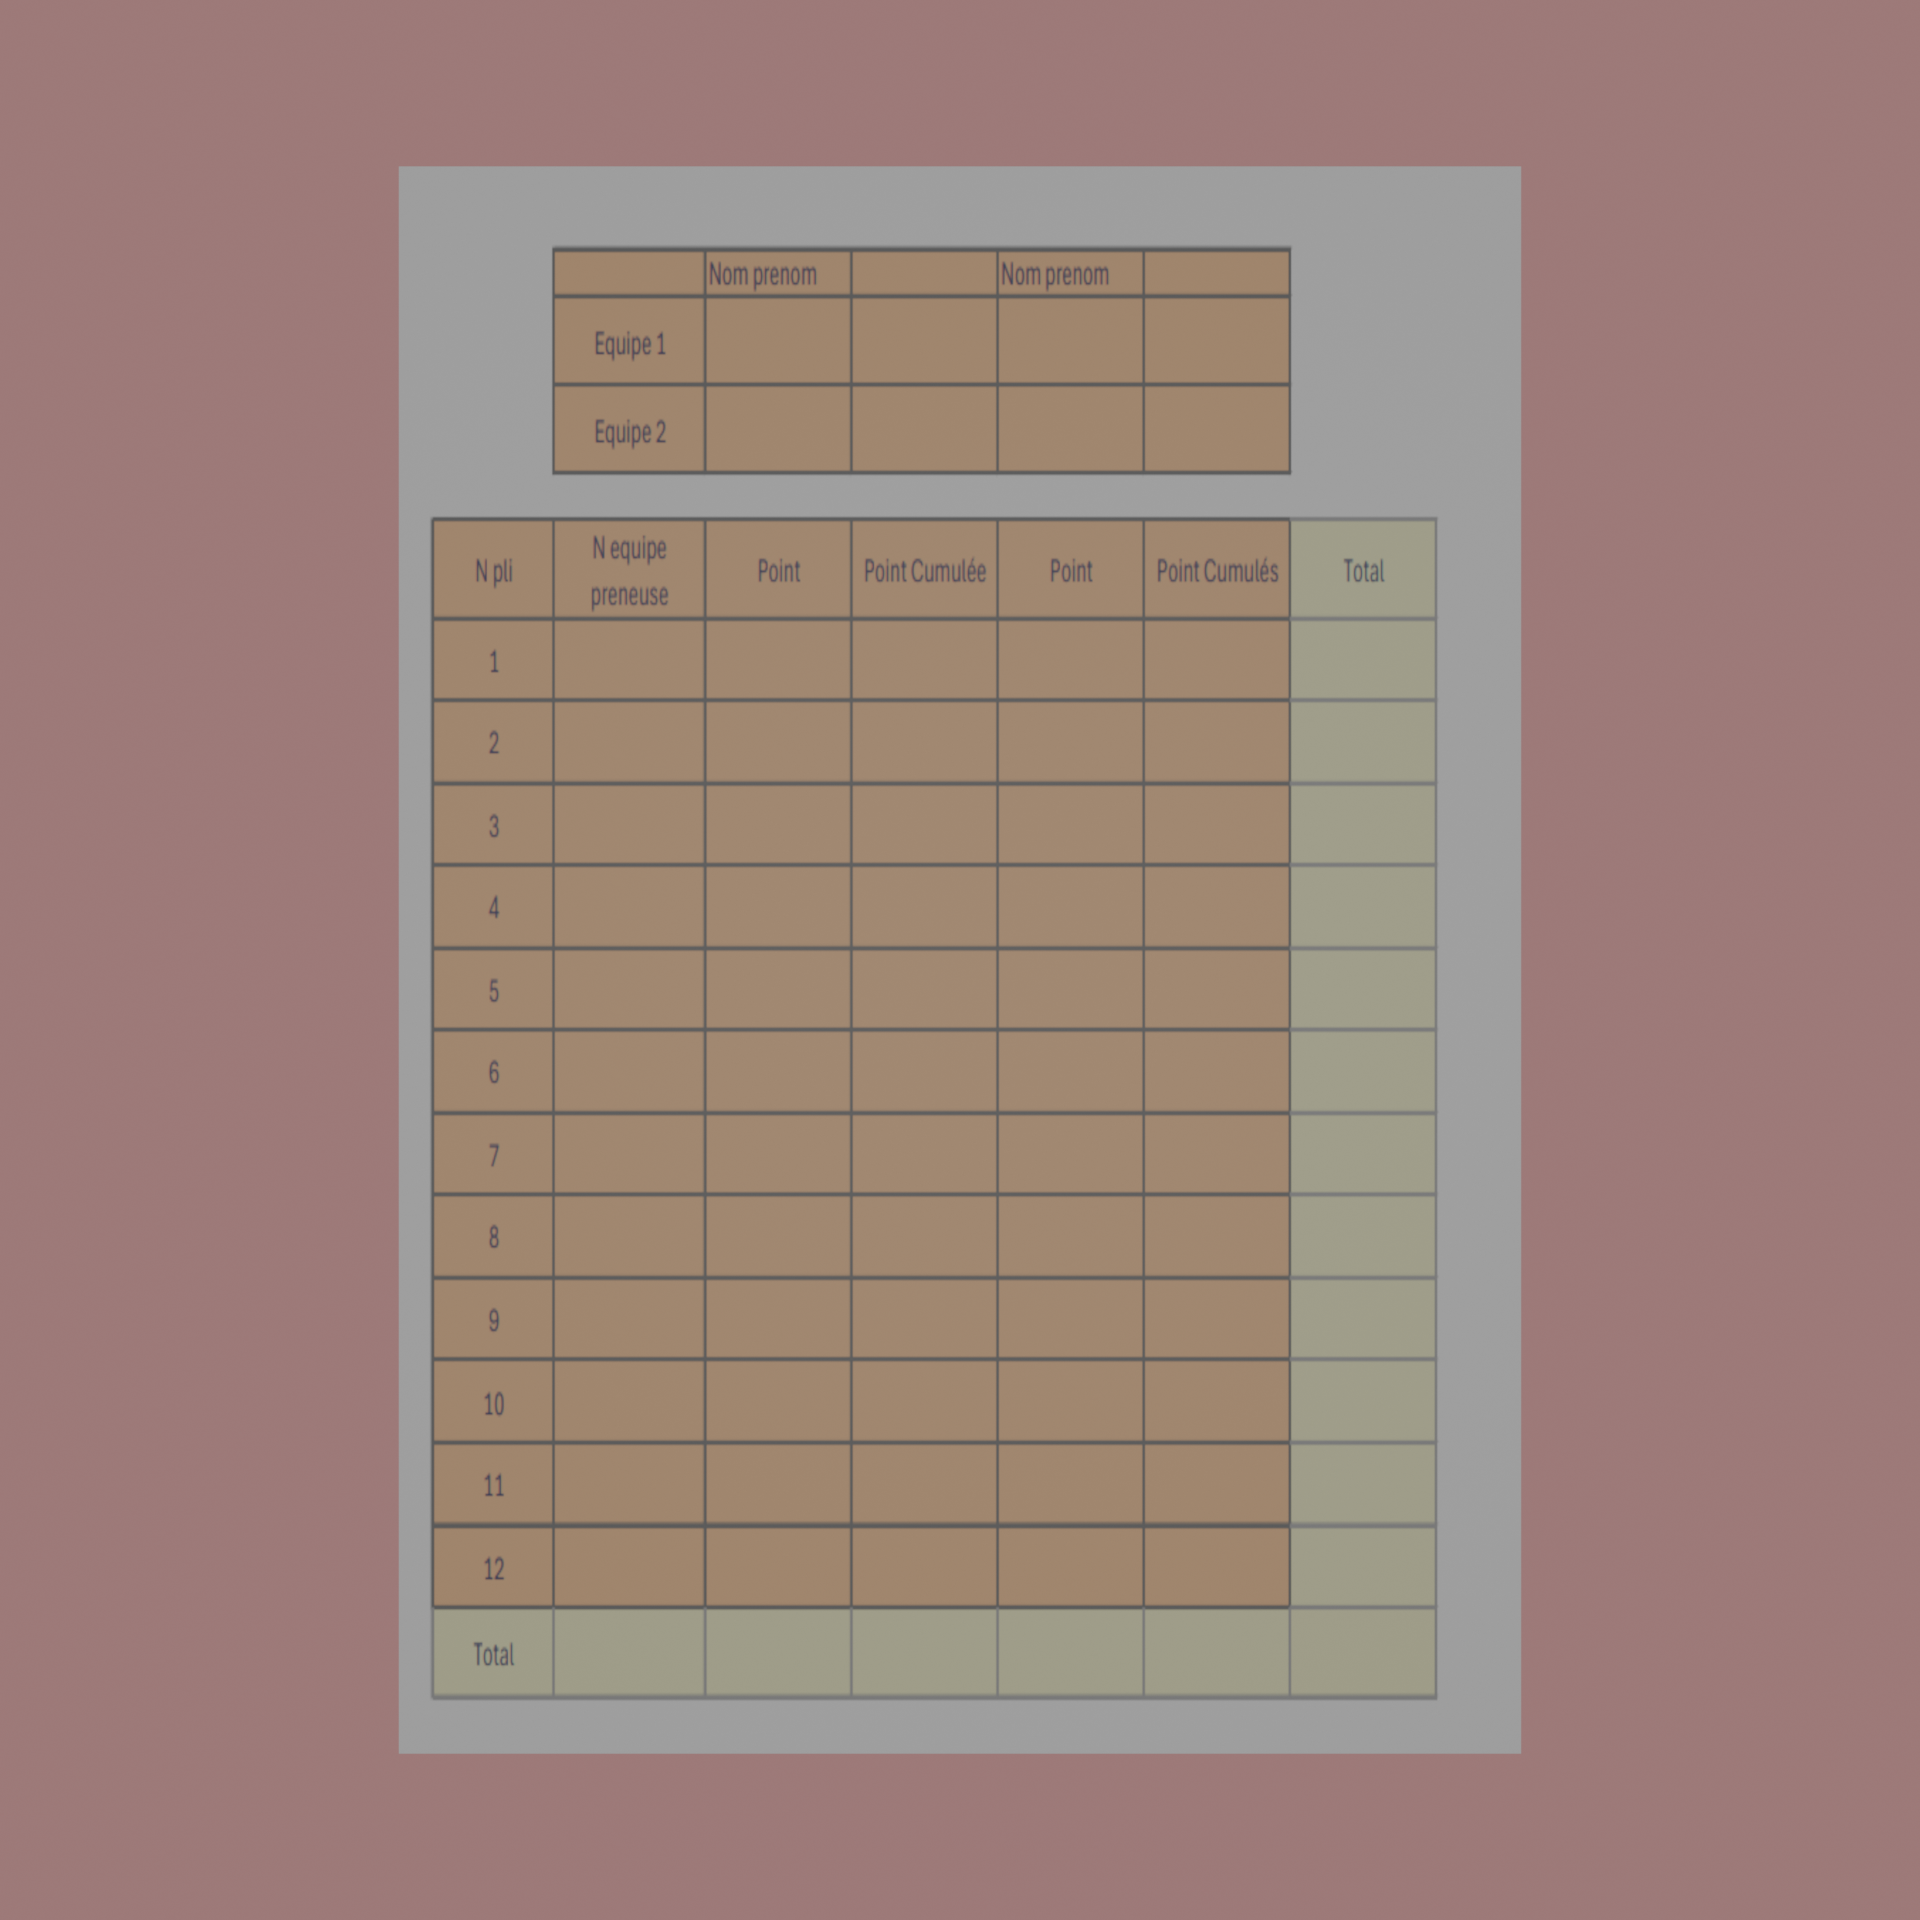 Nom prenom Nom prenom
Equipe 1
Equipe 2
N pli N equipe preneuse Point Point Cumulée Point Point Cumulés Total
1
2
3
4
5
6
7
8
9
10
11
12
Total